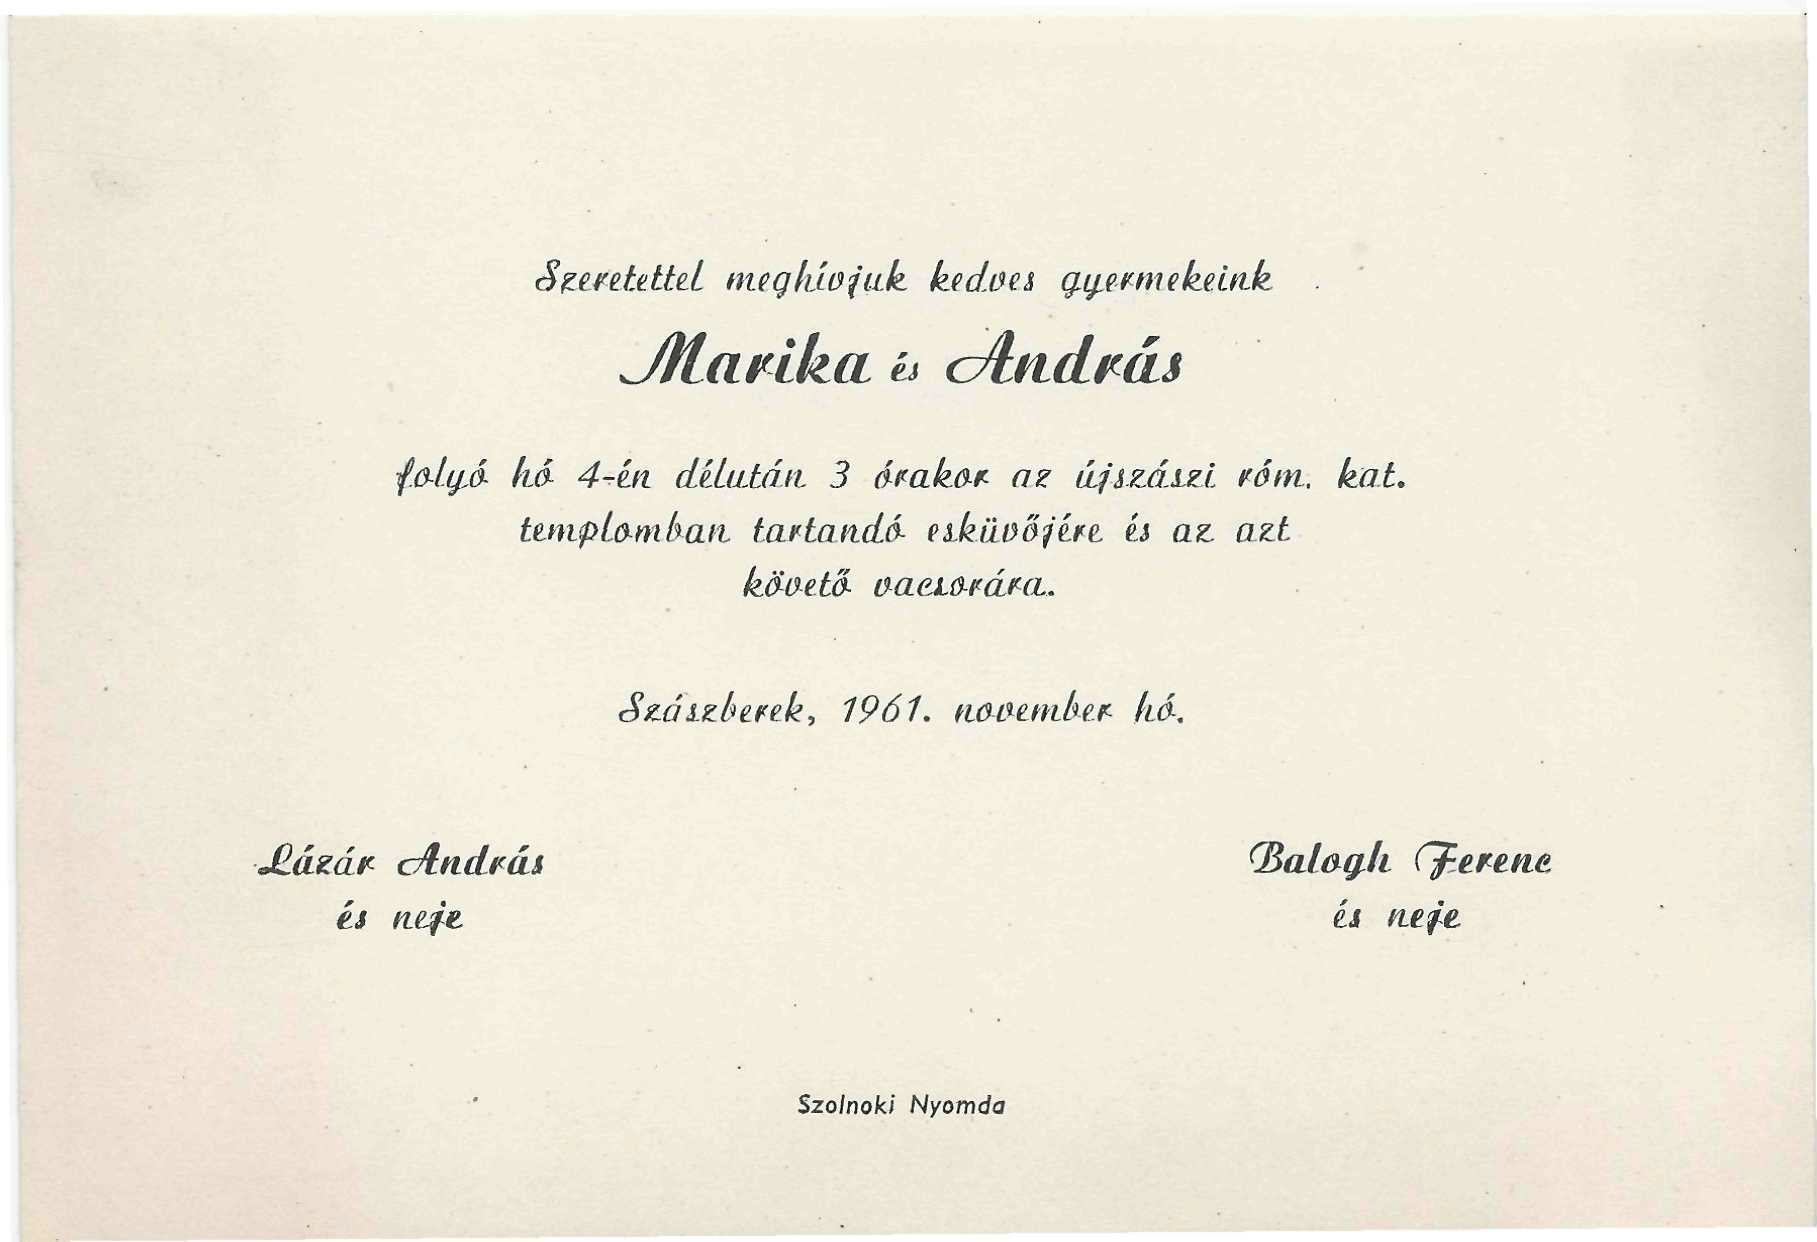 Szeretettel meghívjuk kedves gyermekeink
Marika és András
folyó hó 4-én délután 3 órakor az újszászi róm. kat.
templomban tartandó esküvőjére és az azt
követő vacsorára.
Szászberek, 1961. november hó.
Lázár András
és neje
Balogh Ferenc
és neje
Szolnoki Nyomda